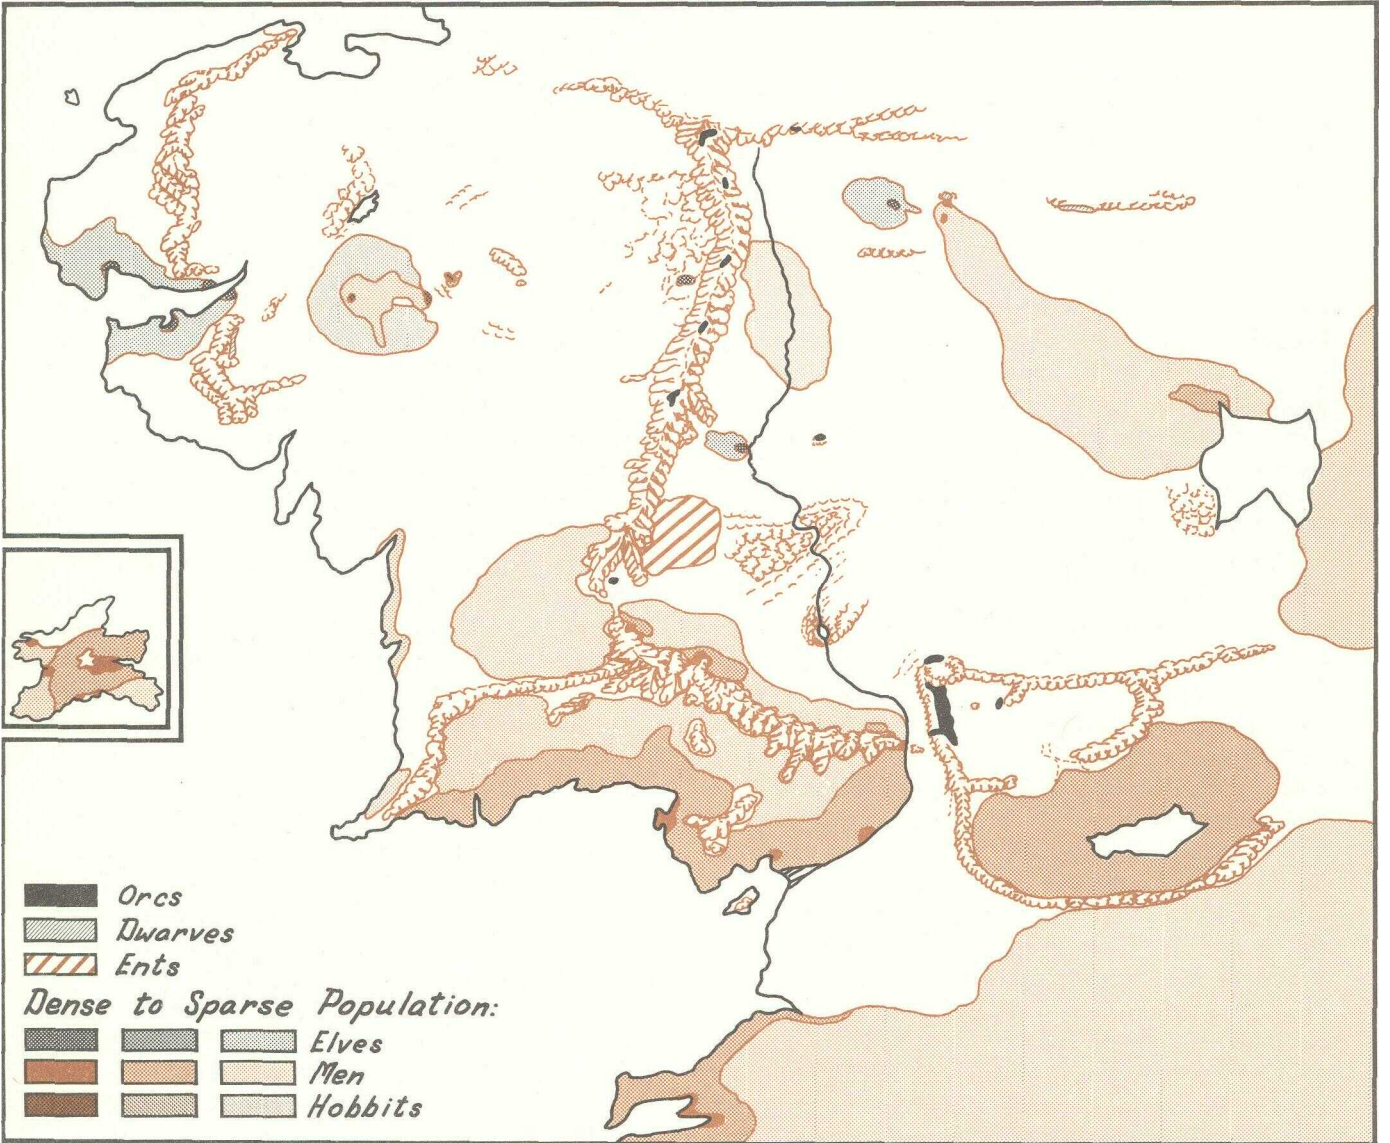 Orcs
Dwarves
Ents
Dense to Sparse Population:
Elves
Men
Hobbits